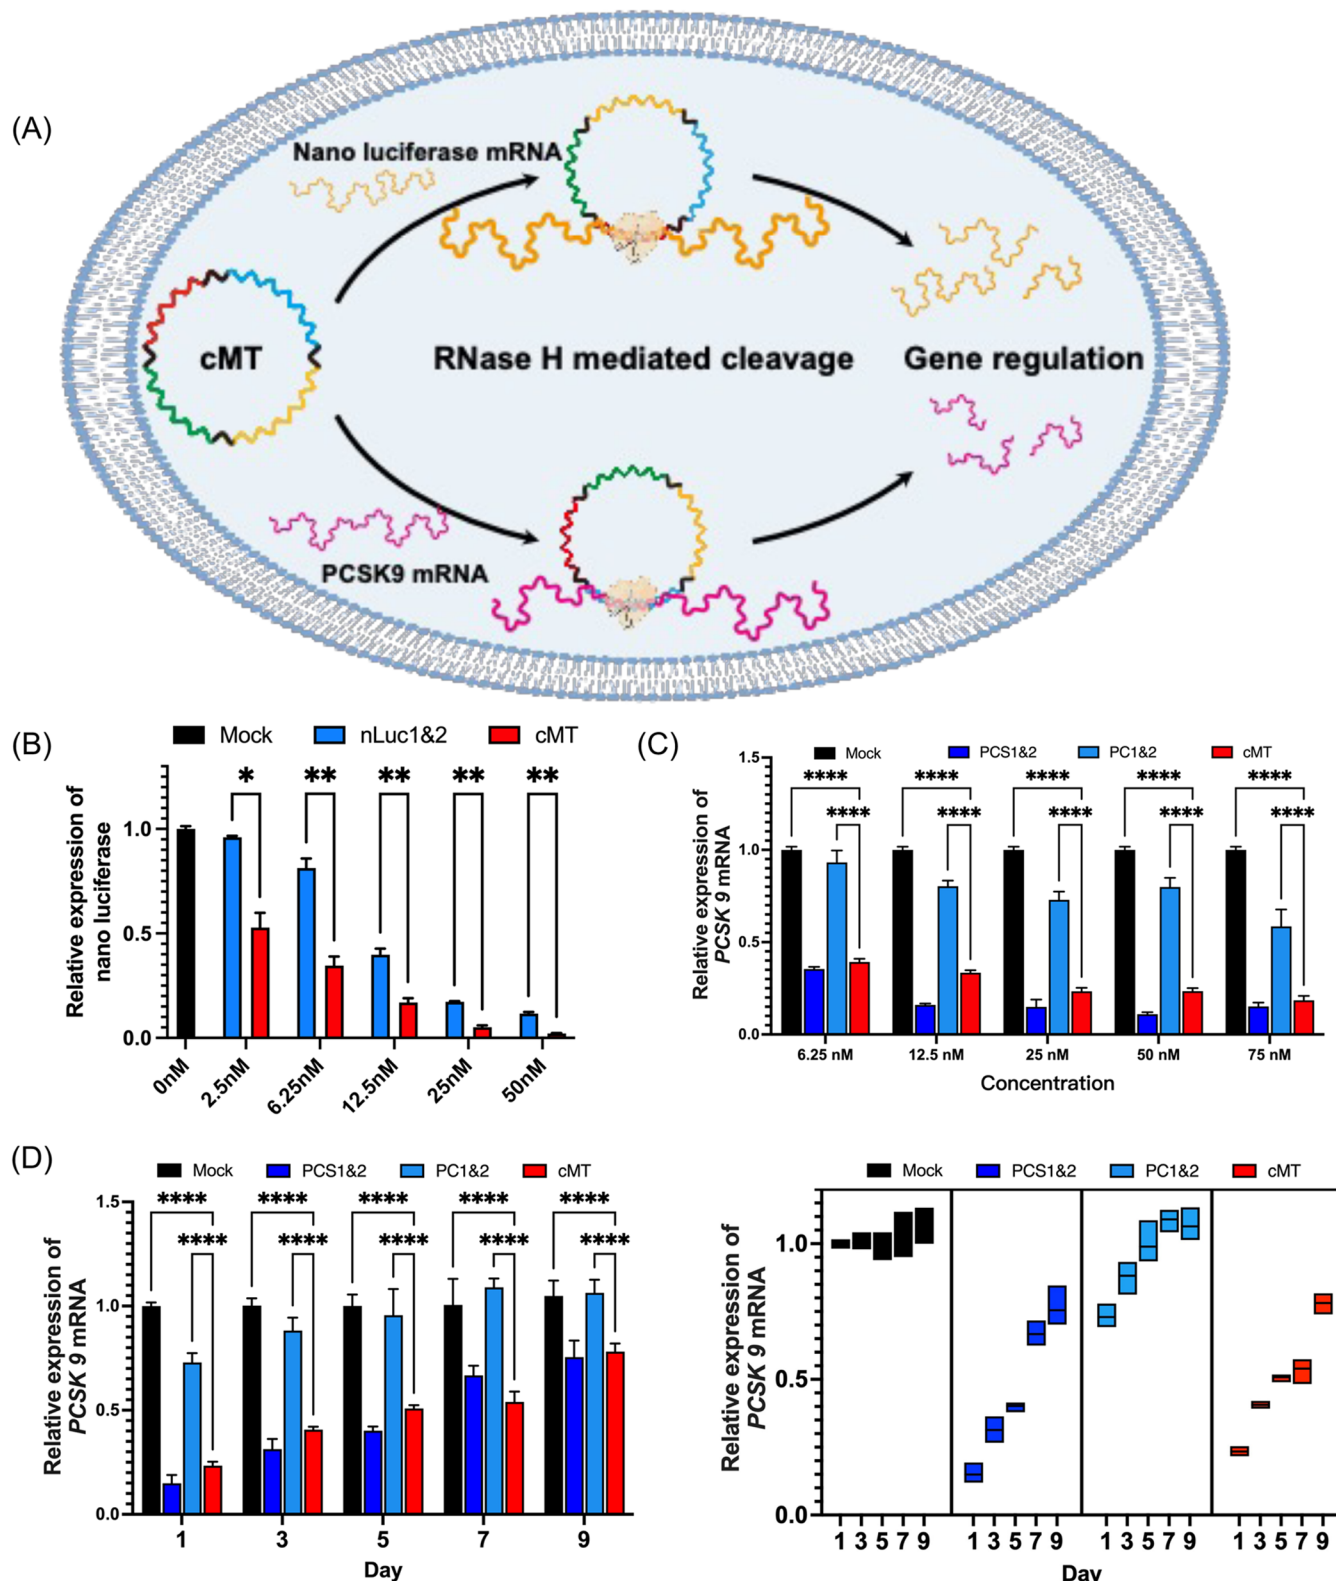 (A)
Nano luciferase mRNA
cMT
RNase H mediated cleavage
Gene regulation
PCSK9 mRNA
(B)
Mock
nLuc1&2
cMT
Relative expression of
nano luciferase
1.0
0.5
0.0
*
**
**
**
**
0nM
2.5nM
6.25nM
12.5nM
25nM
50nM
(C)
Mock
PCS1&2
PC1&2
cMT
Relative expression of
PCSK 9 mRNA
1.5
1.0
0.5
0.0
****
****
****
****
****
****
****
****
****
****
6.25 nM
12.5 nM
25 nM
50 nM
75 nM
Concentration
(D)
Mock
PCS1&2
PC1&2
cMT
Relative expression of
PCSK 9 mRNA
1.5
1.0
0.5
0.0
****
****
****
****
****
****
****
****
****
****
1
3
5
7
9
Day
Mock
PCS1&2
PC1&2
cMT
Relative expression of
PCSK 9 mRNA
1.0
0.5
0.0
1 3 5 7 9
1 3 5 7 9
1 3 5 7 9
1 3 5 7 9
Day